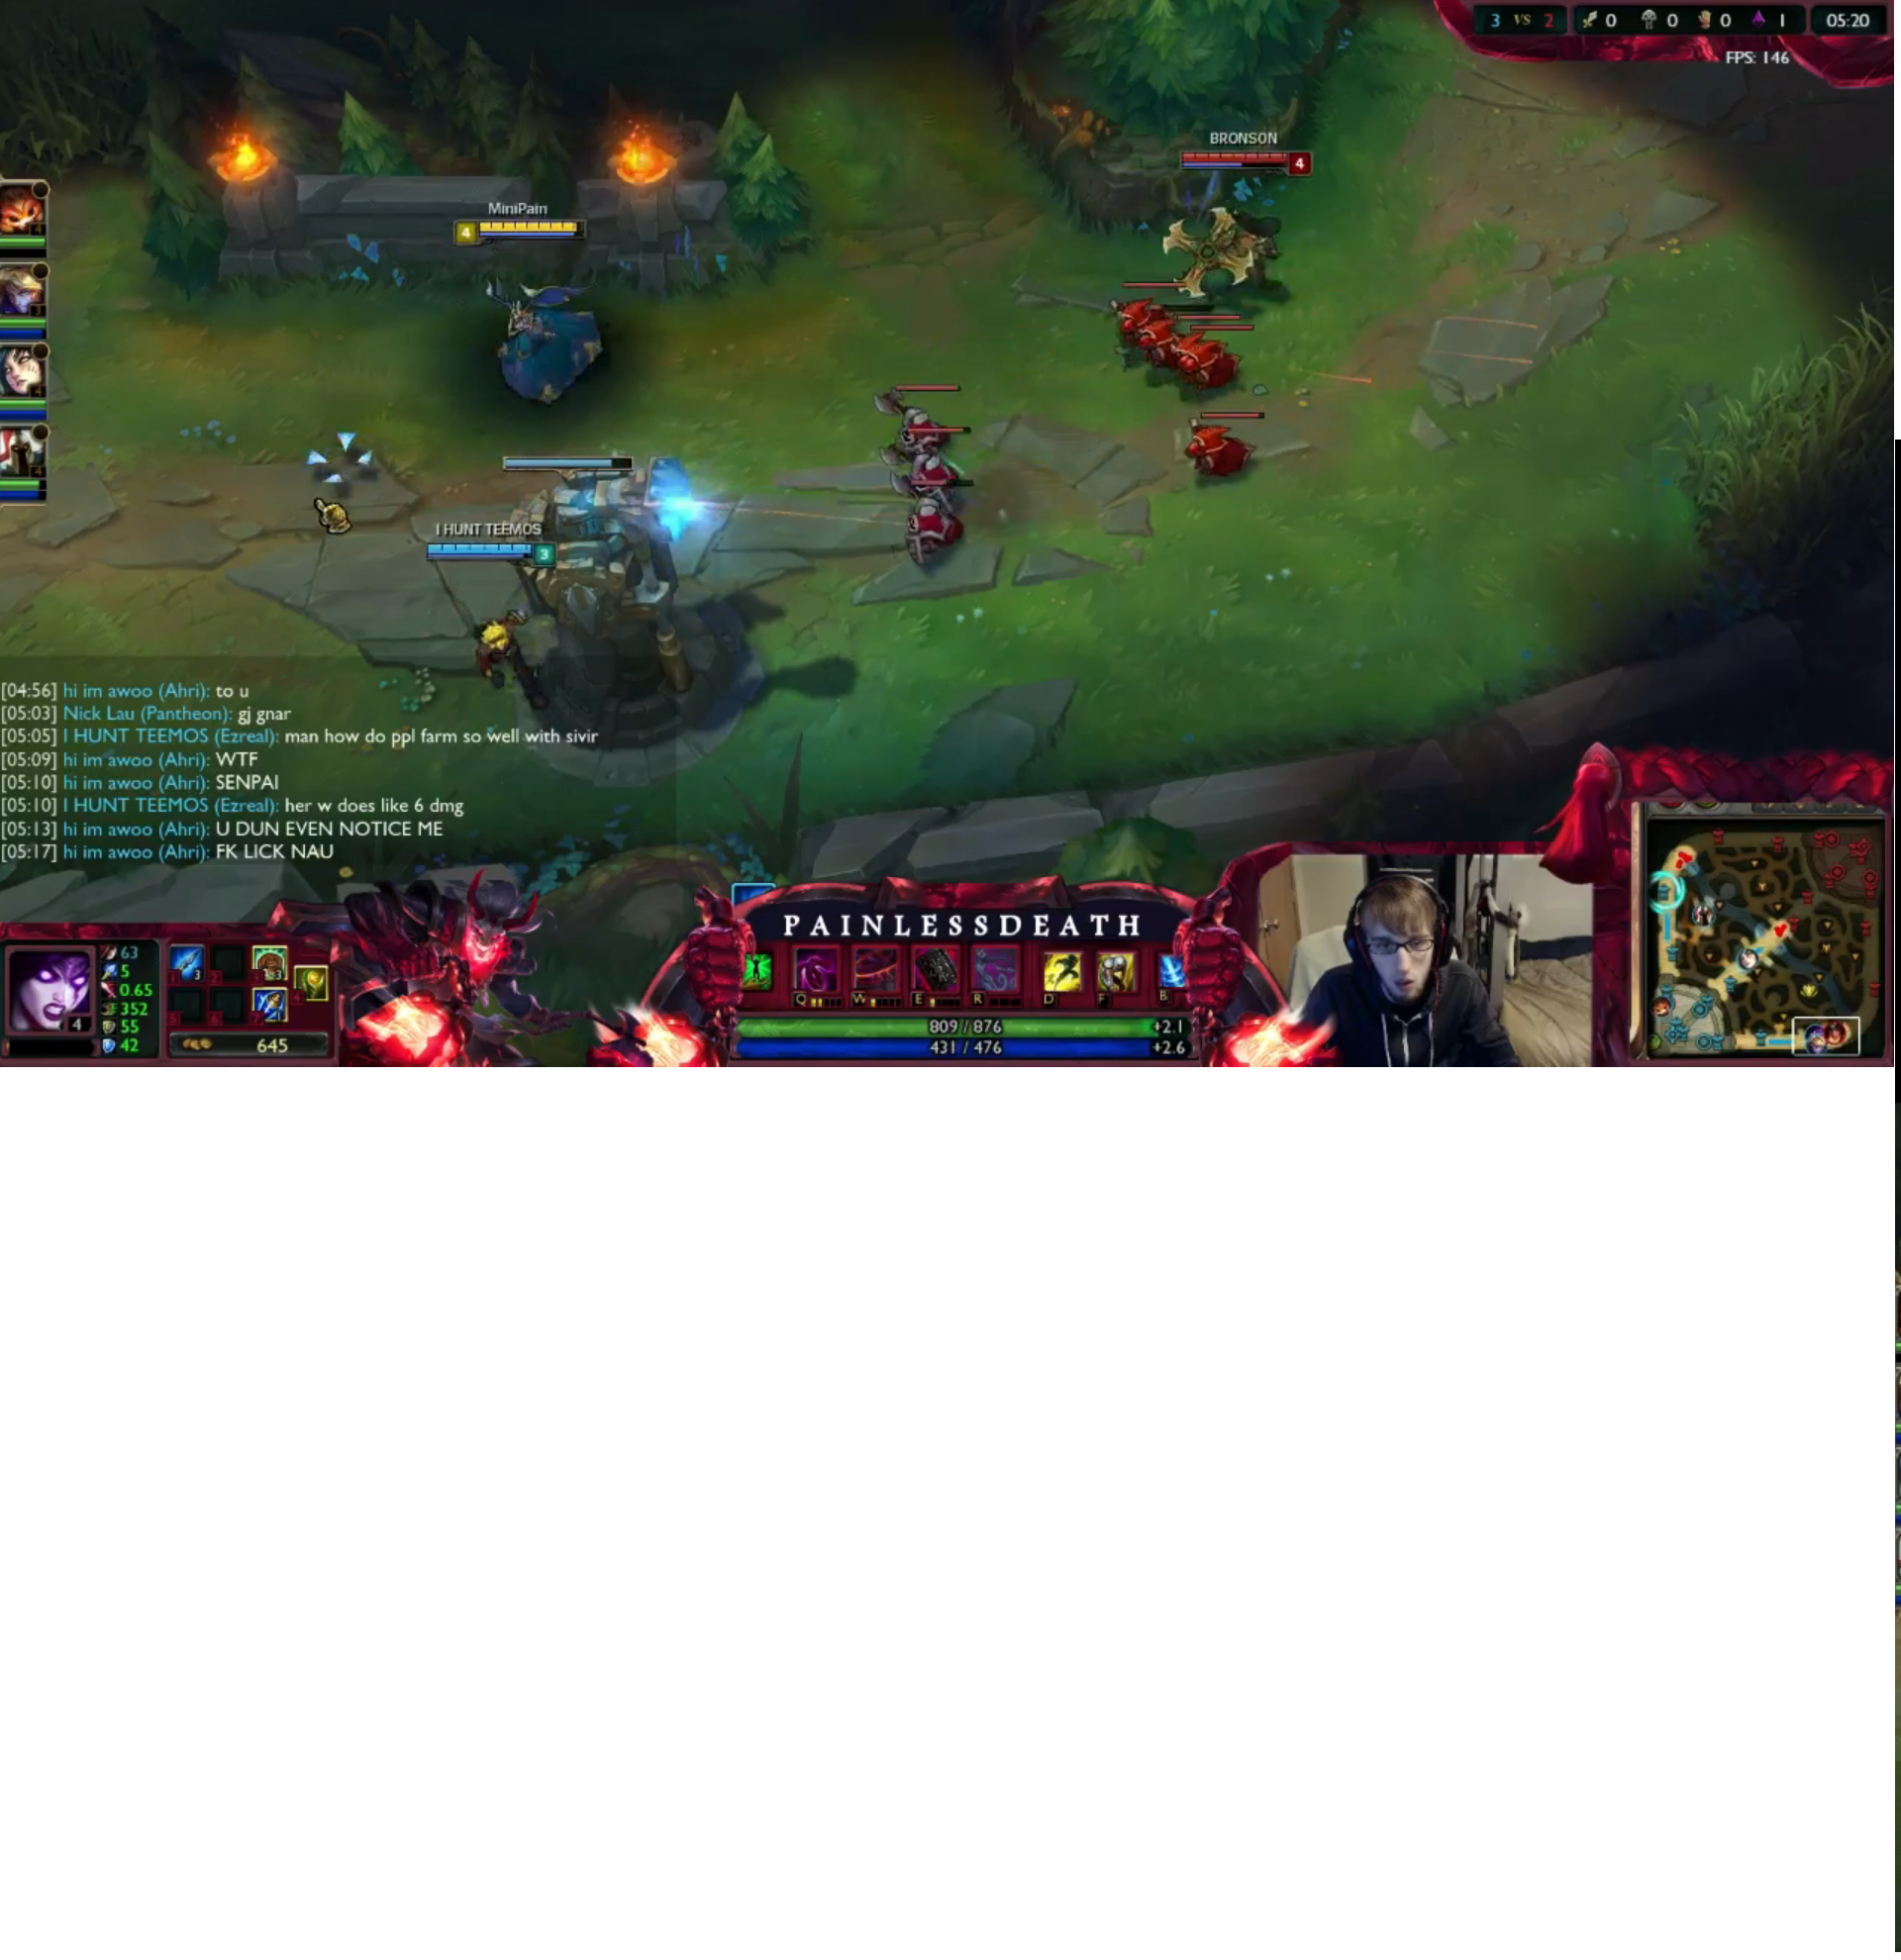 3 VS 2 0 0 0 1 05:20
FPS: 146
BRONSON
4
MiniPain
4
I HUNT TEEMOS
3
[04:56] hi im awoo (Ahri): to u
[05:03] Nick Lau (Pantheon): gj gnar
[05:05] I HUNT TEEMOS (Ezreal): man how do ppl farm so well with sivir
[05:09] hi im awoo (Ahri): WTF
[05:10] hi im awoo (Ahri): SENPAI
[05:10] I HUNT TEEMOS (Ezreal): her w does like 6 dmg
[05:13] hi im awoo (Ahri): U DUN EVEN NOTICE ME
[05:17] hi im awoo (Ahri): FK LICK NAU
PAINLESSDEATH
63
5
0.65
352
55
42
4
3
645
Q W E R D F B
809 / 876 +2.1
431 / 476 +2.6